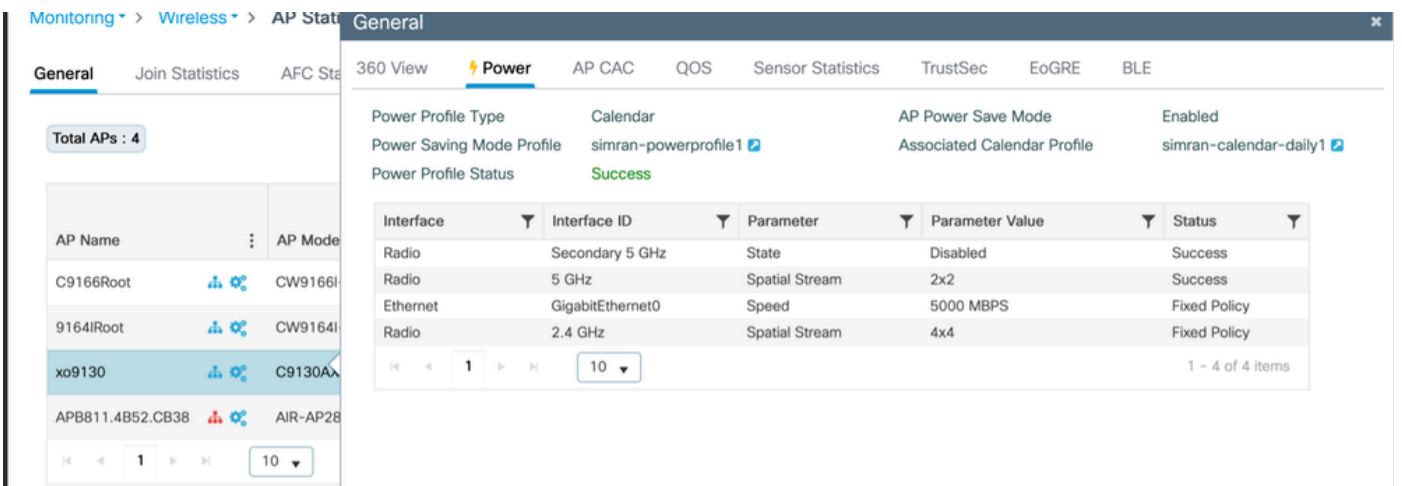 Monitoring > Wireless > AP Stati
General Join Statistics AFC Sta
Total APs : 4
AP Name AP Mode
C9166Root CW9166I-
9164IRoot CW9164I-
xo9130 C9130AX
APB811.4B52.CB38 AIR-AP28
1 10
General
360 View Power AP CAC QOS Sensor Statistics TrustSec EoGRE BLE
Power Profile Type Calendar AP Power Save Mode Enabled
Power Saving Mode Profile simran-powerprofile1 Associated Calendar Profile simran-calendar-daily1
Power Profile Status Success
Interface Interface ID Parameter Parameter Value Status
Radio Secondary 5 GHz State Disabled Success
Radio 5 GHz Spatial Stream 2x2 Success
Ethernet GigabitEthernet0 Speed 5000 MBPS Fixed Policy
Radio 2.4 GHz Spatial Stream 4x4 Fixed Policy
1 10 1 - 4 of 4 items